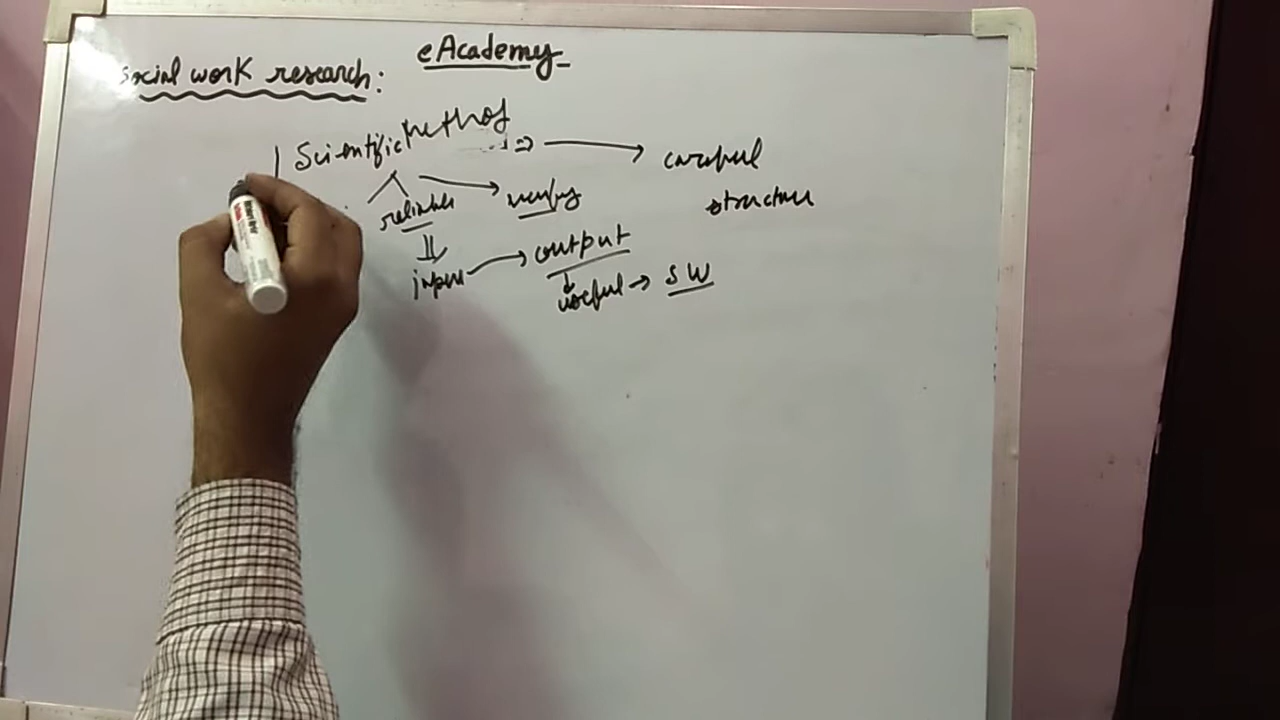 eAcademy
social work research:
Scientific Method ⇒ → careful
structure
reliable → verify
input → output
useful → SW